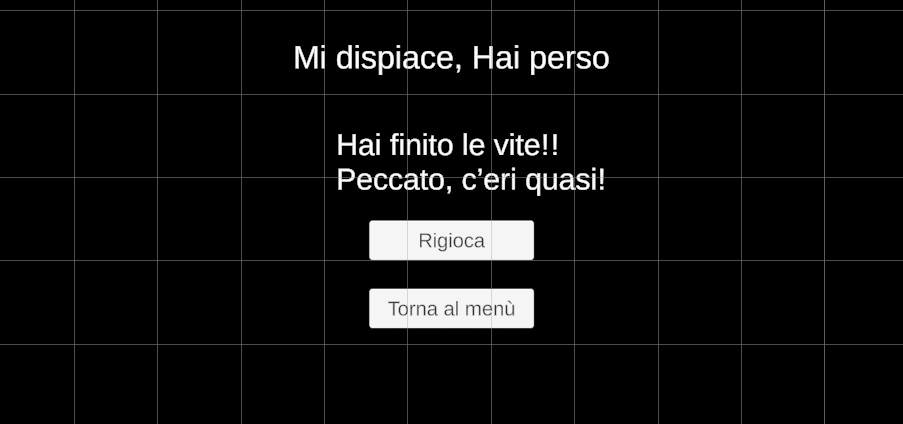 Mi dispiace, Hai perso
Hai finito le vite!!
Peccato, c’eri quasi!
Rigioca
Torna al menù